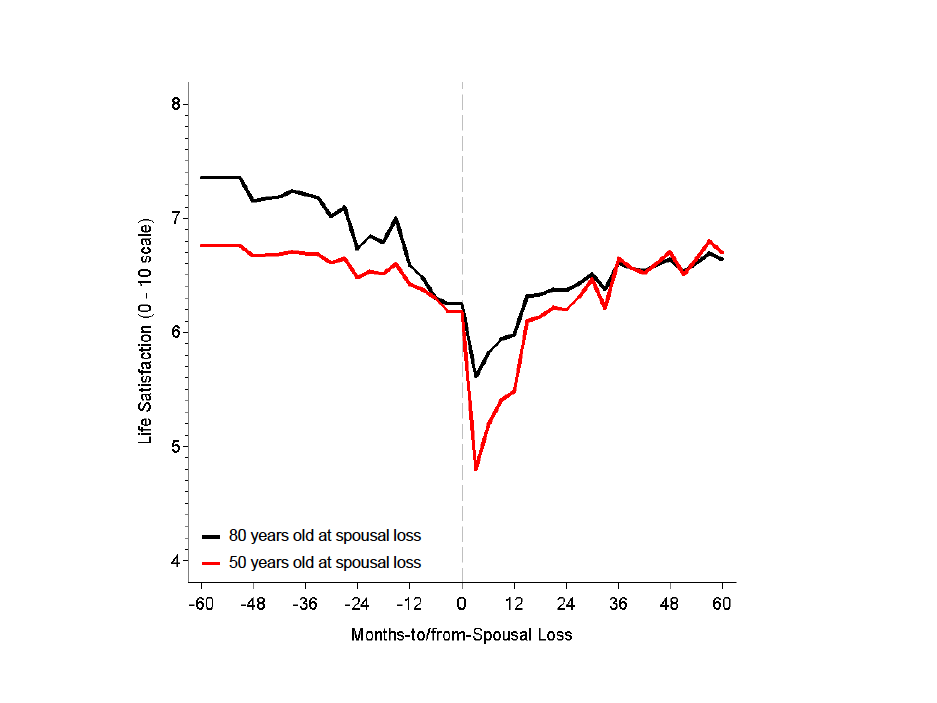 8
7
6
5
4
Life Satisfaction (0 - 10 scale)
80 years old at spousal loss
50 years old at spousal loss
-60 -48 -36 -24 -12 0 12 24 36 48 60
Months-to/from-Spousal Loss